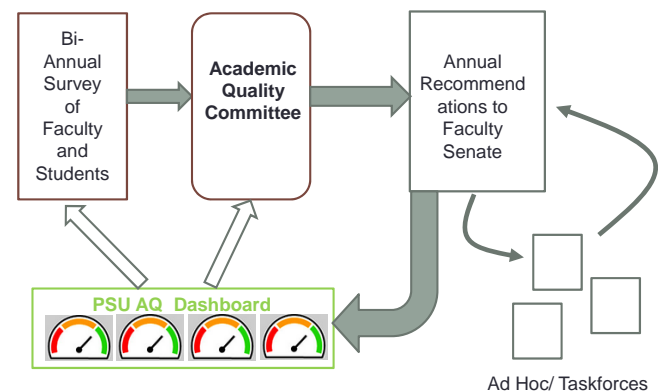 Bi-
Annual
Survey
of
Faculty
and
Students
Academic
Quality
Committee
Annual
Recommend
ations to
Faculty
Senate
PSU AQ Dashboard
Ad Hoc/ Taskforces